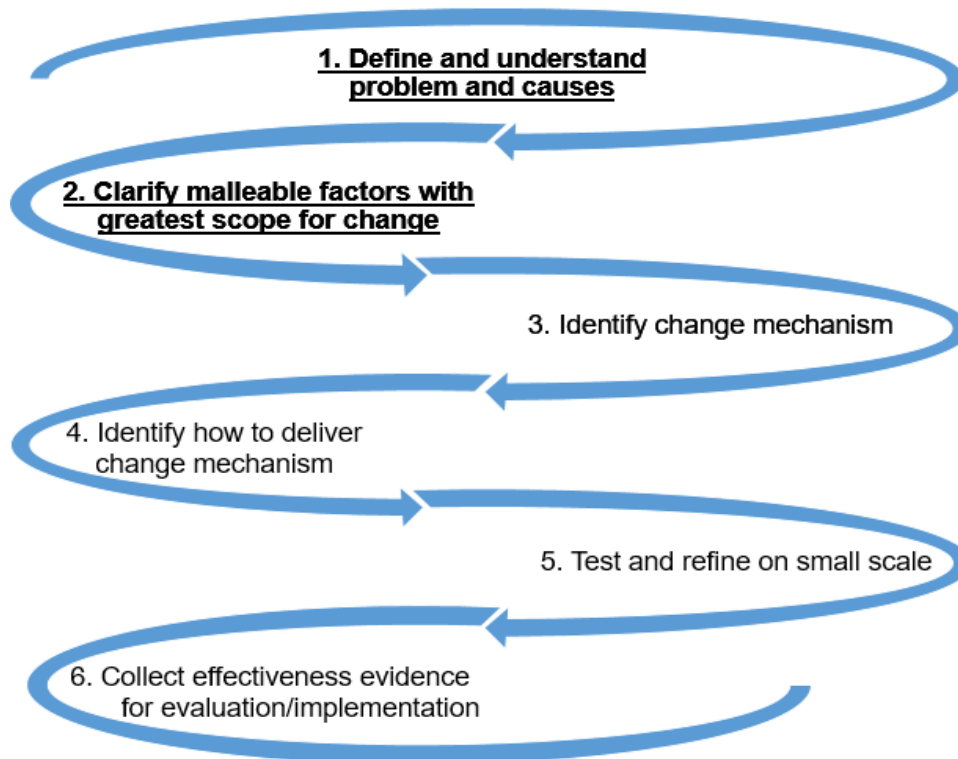 1. Define and understand
problem and causes
2. Clarify malleable factors with
greatest scope for change
3. Identify change mechanism
4. Identify how to deliver
change mechanism
5. Test and refine on small scale
6. Collect effectiveness evidence
for evaluation/implementation